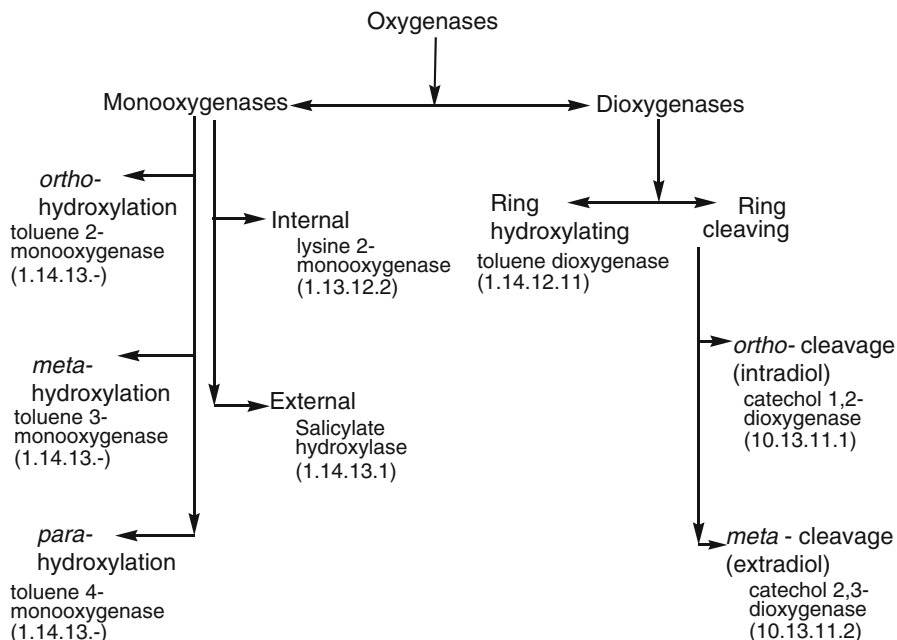 Oxygenases
Monooxygenases
Dioxygenases
ortho-
hydroxylation
toluene 2-
monooxygenase
(1.14.13.-)
meta-
hydroxylation
toluene 3-
monooxygenase
(1.14.13.-)
para-
hydroxylation
toluene 4-
monooxygenase
(1.14.13.-)
Internal
lysine 2-
monooxygenase
(1.13.12.2)
External
Salicylate
hydroxylase
(1.14.13.1)
Ring
hydroxylating
toluene dioxygenase
(1.14.12.11)
Ring
cleaving
ortho- cleavage
(intradiol)
catechol 1,2-
dioxygenase
(10.13.11.1)
meta - cleavage
(extradiol)
catechol 2,3-
dioxygenase
(10.13.11.2)